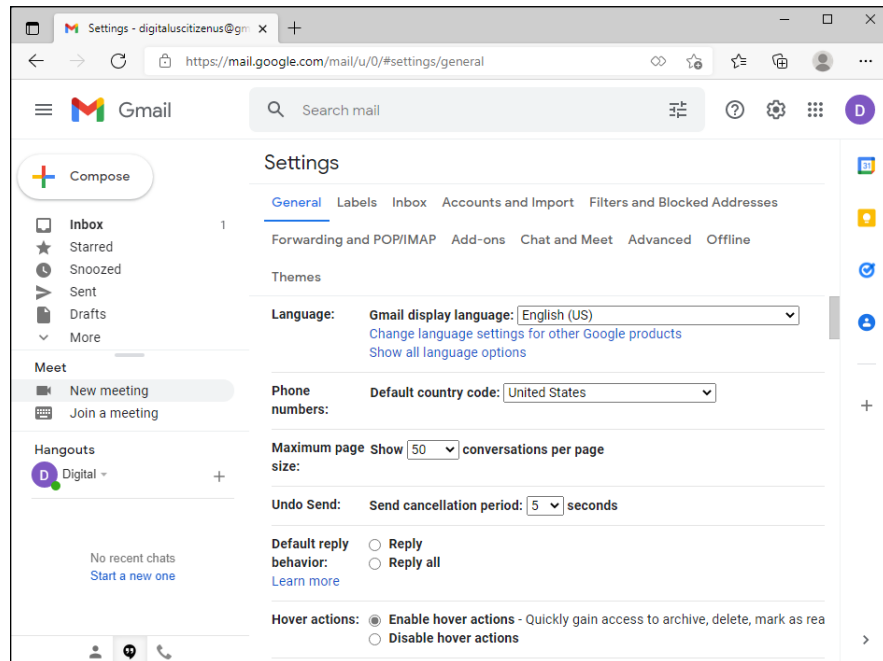 Settings - digitaluscitizenus@gm
https://mail.google.com/mail/u/0/#settings/general
Gmail
Search mail
D
Compose
Inbox 1
Starred
Snoozed
Sent
Drafts
More
Meet
New meeting
Join a meeting
Hangouts
D Digital
No recent chats
Start a new one
Settings
General Labels Inbox Accounts and Import Filters and Blocked Addresses
Forwarding and POP/IMAP Add-ons Chat and Meet Advanced Offline
Themes
Language: Gmail display language: English (US)
Change language settings for other Google products
Show all language options
Phone numbers: Default country code: United States
Maximum page size: Show 50 conversations per page
Undo Send: Send cancellation period: 5 seconds
Default reply behavior: Reply
Reply all
Learn more
Hover actions: Enable hover actions - Quickly gain access to archive, delete, mark as rea
Disable hover actions
31